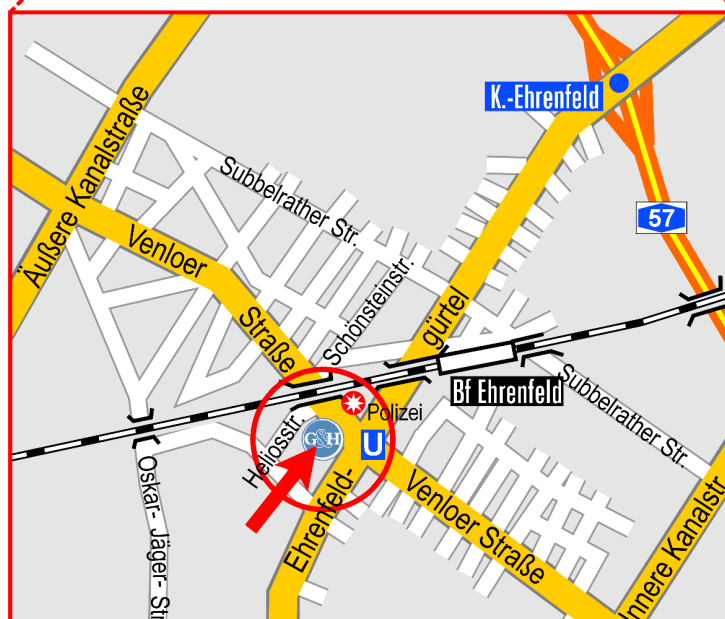 K.-Ehrenfeld
57
Äußere Kanalstraße
Subbelrather Str.
Venloer
Straße
Schönsteinstr.
gürtel
Bf Ehrenfeld
Subbelrather Str.
Polizei
Heliosstr.
G&H
U
Ehrenfeld-
Venloer Straße
Oskar- Jäger- Str
Innere Kanalstr.